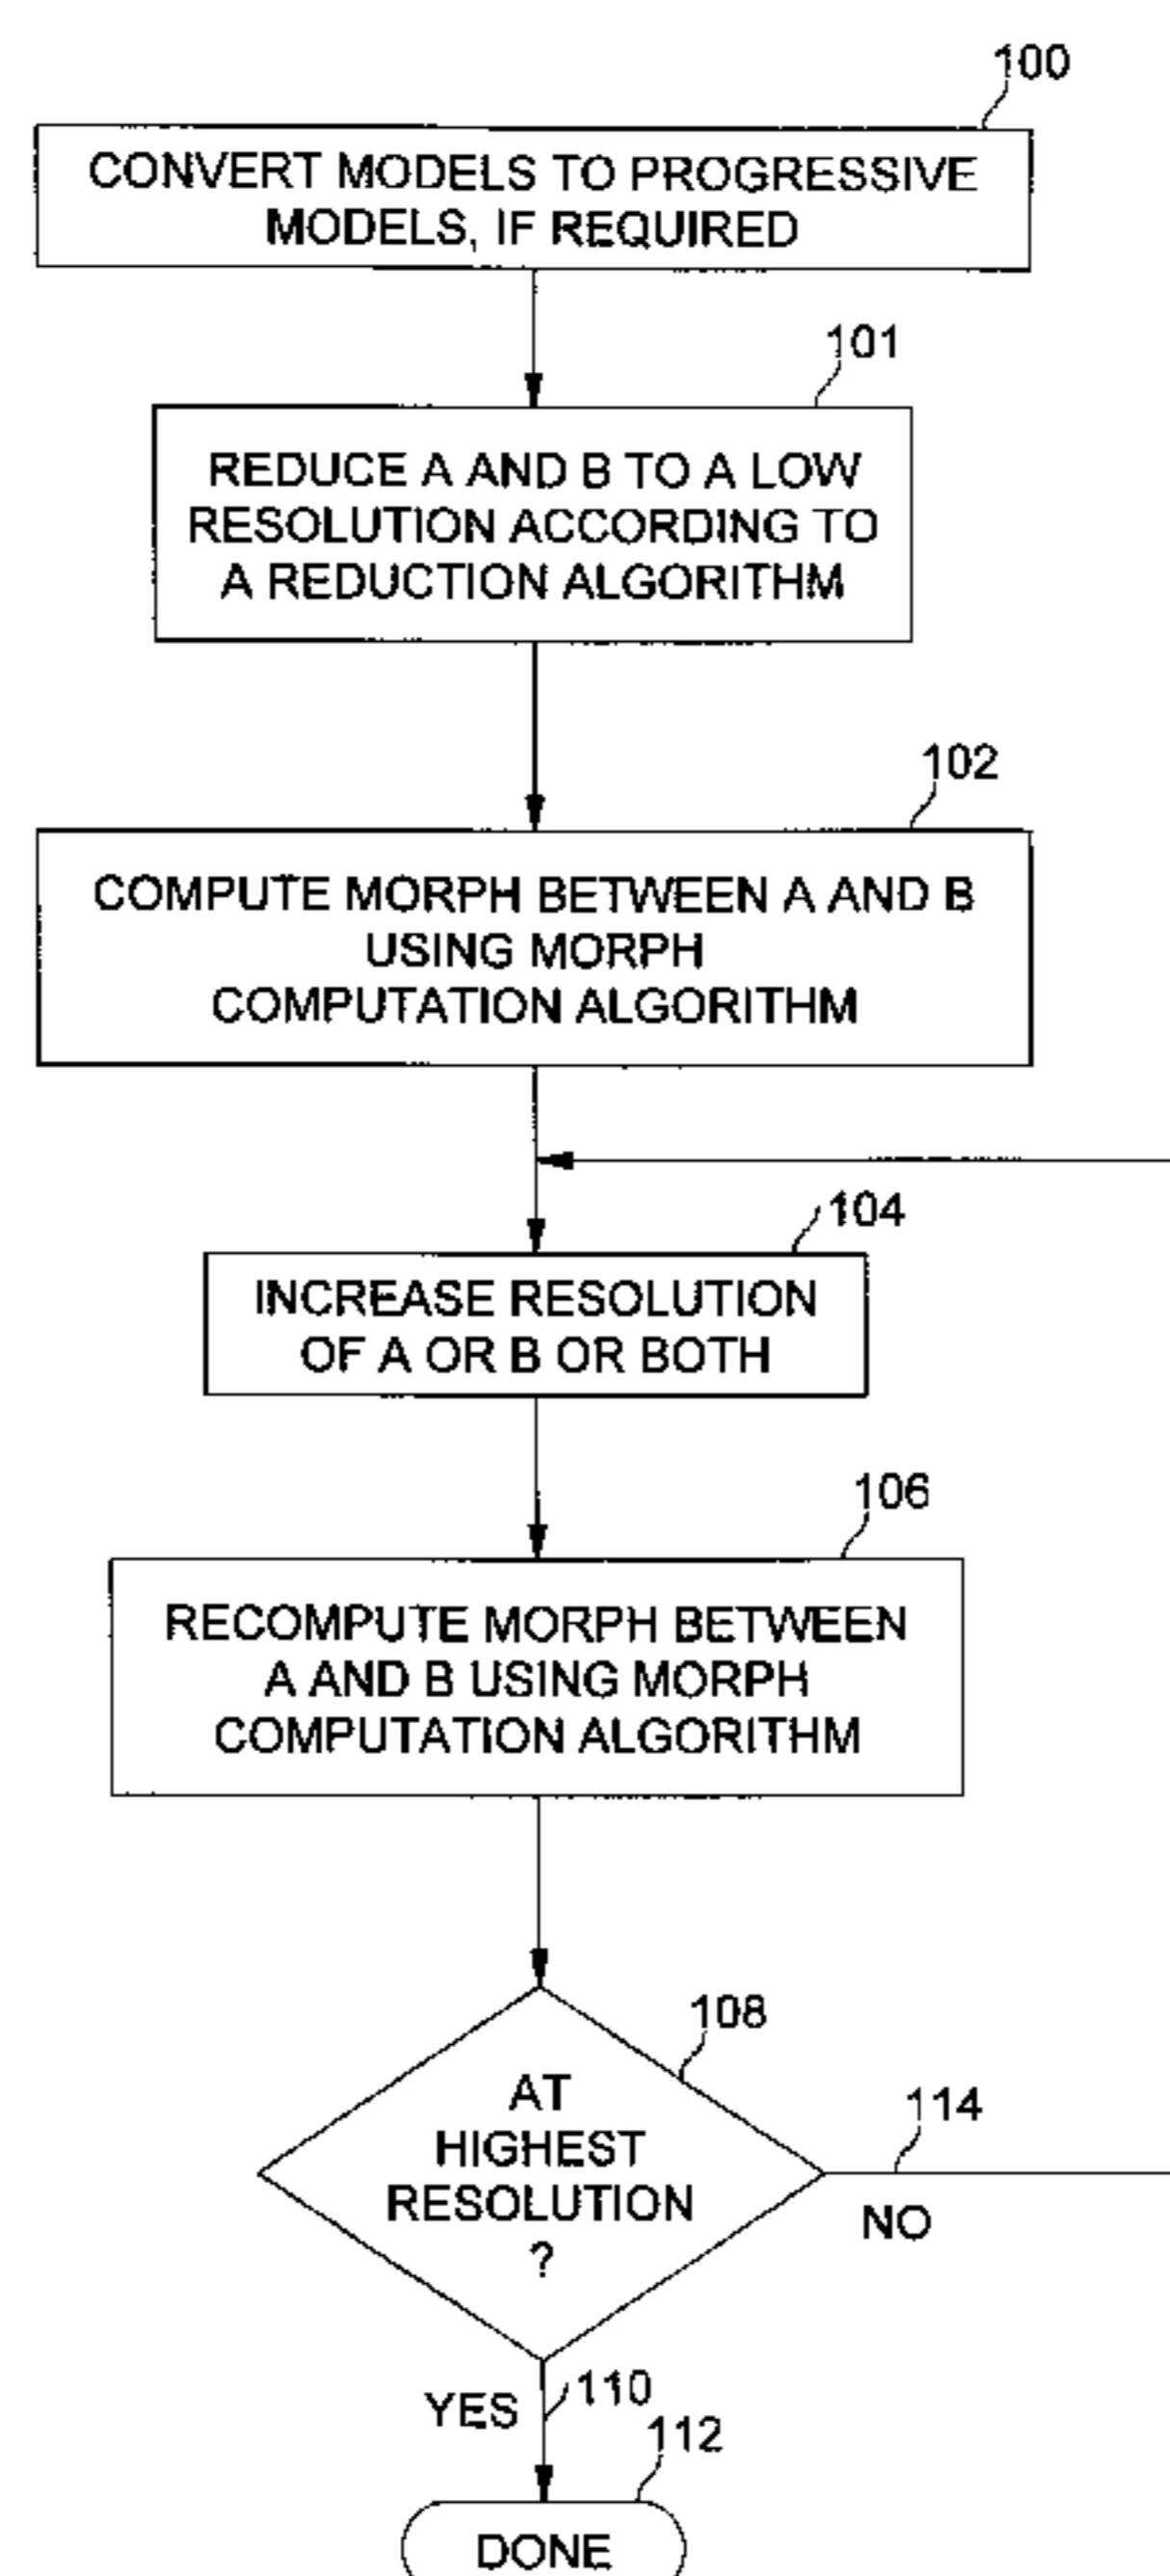 100
CONVERT MODELS TO PROGRESSIVE
MODELS, IF REQUIRED
101
REDUCE A AND B TO A LOW
RESOLUTION ACCORDING TO
A REDUCTION ALGORITHM
102
COMPUTE MORPH BETWEEN A AND B
USING MORPH
COMPUTATION ALGORITHM
104
INCREASE RESOLUTION
OF A OR B OR BOTH
106
RECOMPUTE MORPH BETWEEN
A AND B USING MORPH
COMPUTATION ALGORITHM
108
AT
HIGHEST
RESOLUTION
?
114
NO
YES
110
112
DONE